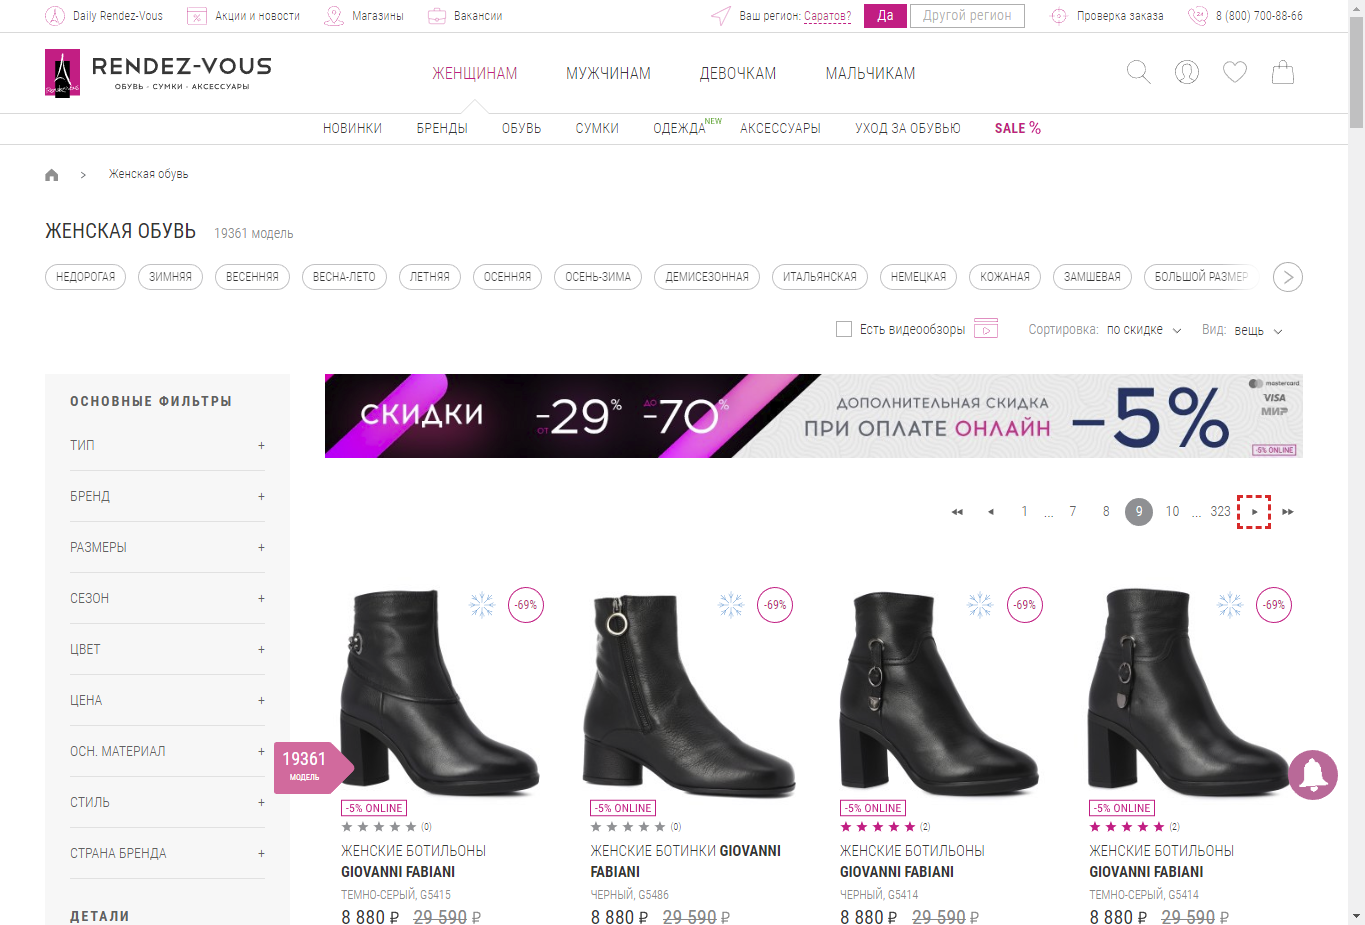 Daily Rendez-Vous
Акции и новости
Магазины
Вакансии
Ваш регион: Саратов?
Да
Другой регион
Проверка заказа
8 (800) 700-88-66
RENDEZ-VOUS
ОБУВЬ · СУМКИ · АКСЕССУАРЫ
ЖЕНЩИНАМ
МУЖЧИНАМ
ДЕВОЧКАМ
МАЛЬЧИКАМ
НОВИНКИ
БРЕНДЫ
ОБУВЬ
СУМКИ
ОДЕЖДА NEW
АКСЕССУАРЫ
УХОД ЗА ОБУВЬЮ
SALE %
Женская обувь
ЖЕНСКАЯ ОБУВЬ 19361 модель
НЕДОРОГАЯ
ЗИМНЯЯ
ВЕСЕННЯЯ
ВЕСНА-ЛЕТО
ЛЕТНЯЯ
ОСЕННЯЯ
ОСЕНЬ-ЗИМА
ДЕМИСЕЗОННАЯ
ИТАЛЬЯНСКАЯ
НЕМЕЦКАЯ
КОЖАНАЯ
ЗАМШЕВАЯ
БОЛЬШОЙ РАЗМЕР
Есть видеообзоры
Сортировка: по скидке
Вид: вещь
ОСНОВНЫЕ ФИЛЬТРЫ
ТИП +
БРЕНД +
РАЗМЕРЫ +
СЕЗОН +
ЦВЕТ +
ЦЕНА +
ОСН. МАТЕРИАЛ +
СТИЛЬ +
СТРАНА БРЕНДА +
ДЕТАЛИ
19361
МОДЕЛЬ
СКИДКИ
ОТ -29% ДО -70%
ДОПОЛНИТЕЛЬНАЯ СКИДКА
ПРИ ОПЛАТЕ ОНЛАЙН
-5%
mastercard
VISA
МИР
-5% ONLINE
1 ... 7 8 9 10 ... 323
-69%
-5% ONLINE
(0)
ЖЕНСКИЕ БОТИЛЬОНЫ
GIOVANNI FABIANI
ТЕМНО-СЕРЫЙ, G5415
8 880 ₽ 29 590 ₽
-69%
-5% ONLINE
(0)
ЖЕНСКИЕ БОТИНКИ GIOVANNI
FABIANI
ЧЕРНЫЙ, G5486
8 880 ₽ 29 590 ₽
-69%
-5% ONLINE
(2)
ЖЕНСКИЕ БОТИЛЬОНЫ
GIOVANNI FABIANI
ЧЕРНЫЙ, G5414
8 880 ₽ 29 590 ₽
-69%
-5% ONLINE
(2)
ЖЕНСКИЕ БОТИЛЬОНЫ
GIOVANNI FABIANI
ТЕМНО-СЕРЫЙ, G5414
8 880 ₽ 29 590 ₽